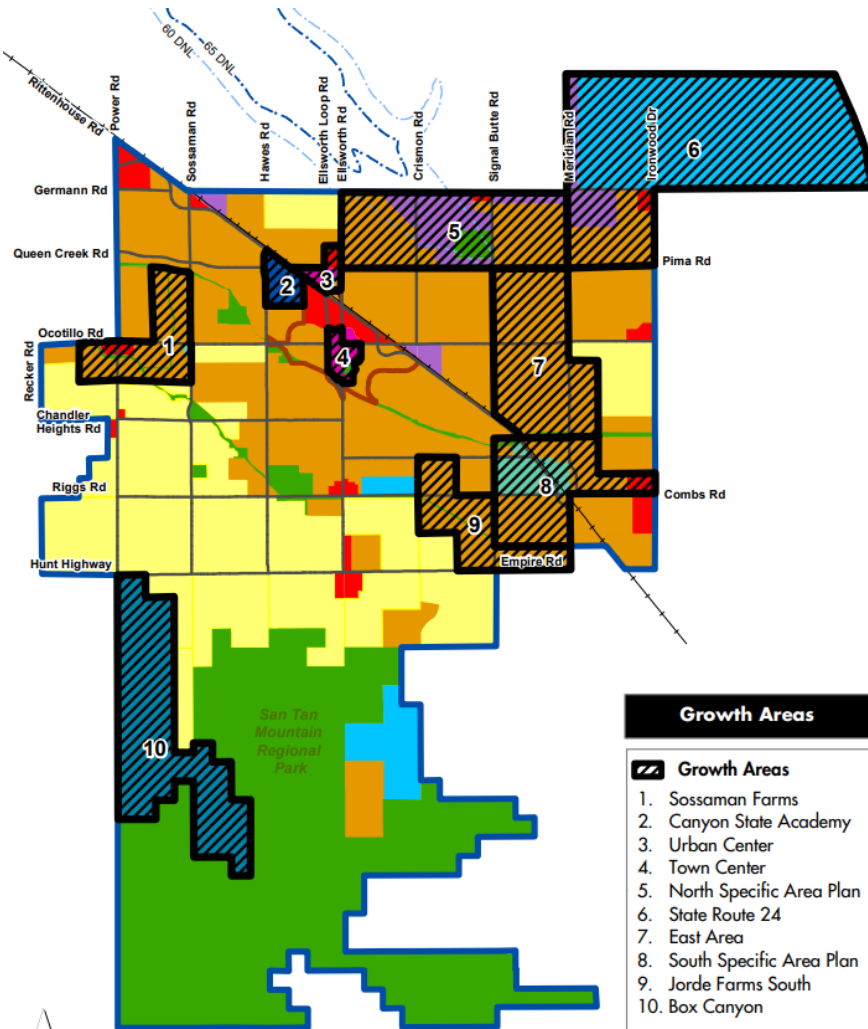 60 DNL
65 DNL
Rittenhouse Rd
Power Rd
Sossaman Rd
Hawes Rd
Ellsworth Loop Rd
Ellsworth Rd
Crismon Rd
Signal Butte Rd
Meridian Rd
Ironwood Dr
6
Germann Rd
5
Queen Creek Rd
Pima Rd
3
2
Ocotillo Rd
1
4
7
Recker Rd
Chandler
Heights Rd
Riggs Rd
8
Combs Rd
9
Hunt Highway
Empire Rd
San Tan
Mountain
Regional
Park
10
Growth Areas
Growth Areas
1. Sossaman Farms
2. Canyon State Academy
3. Urban Center
4. Town Center
5. North Specific Area Plan
6. State Route 24
7. East Area
8. South Specific Area Plan
9. Jorde Farms South
10. Box Canyon